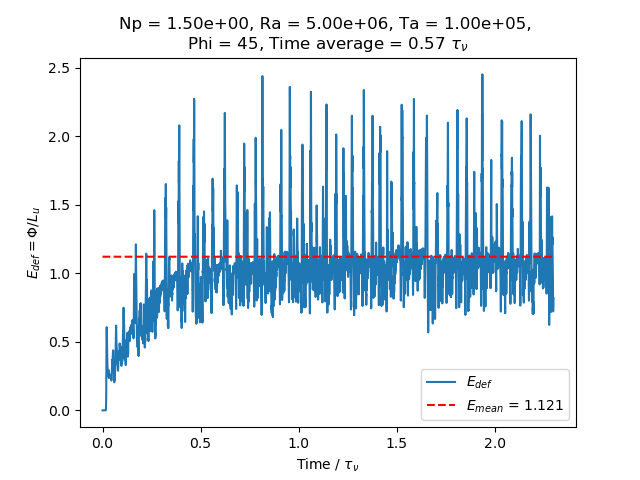 Np = 1.50e+00, Ra = 5.00e+06, Ta = 1.00e+05,
Phi = 45, Time average = 0.57 τν
2.5
2.0
1.5
1.0
0.5
0.0
E_def = Φ/L_u
E_def
E_mean = 1.121
0.0 0.5 1.0 1.5 2.0
Time / τν